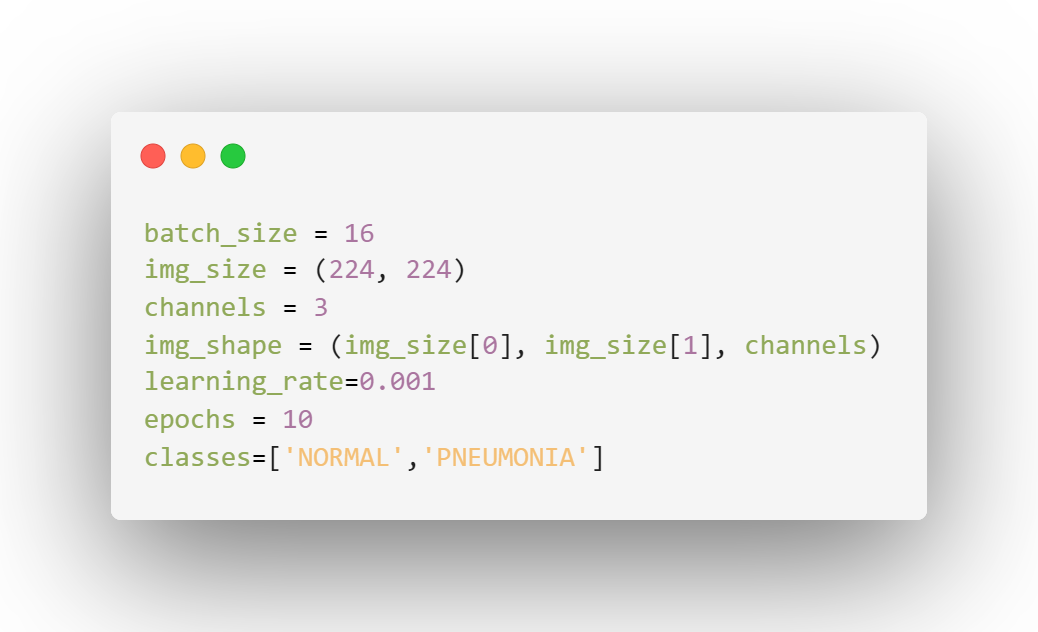 batch_size = 16
img_size = (224, 224)
channels = 3
img_shape = (img_size[0], img_size[1], channels)
learning_rate=0.001
epochs = 10
classes=['NORMAL','PNEUMONIA']